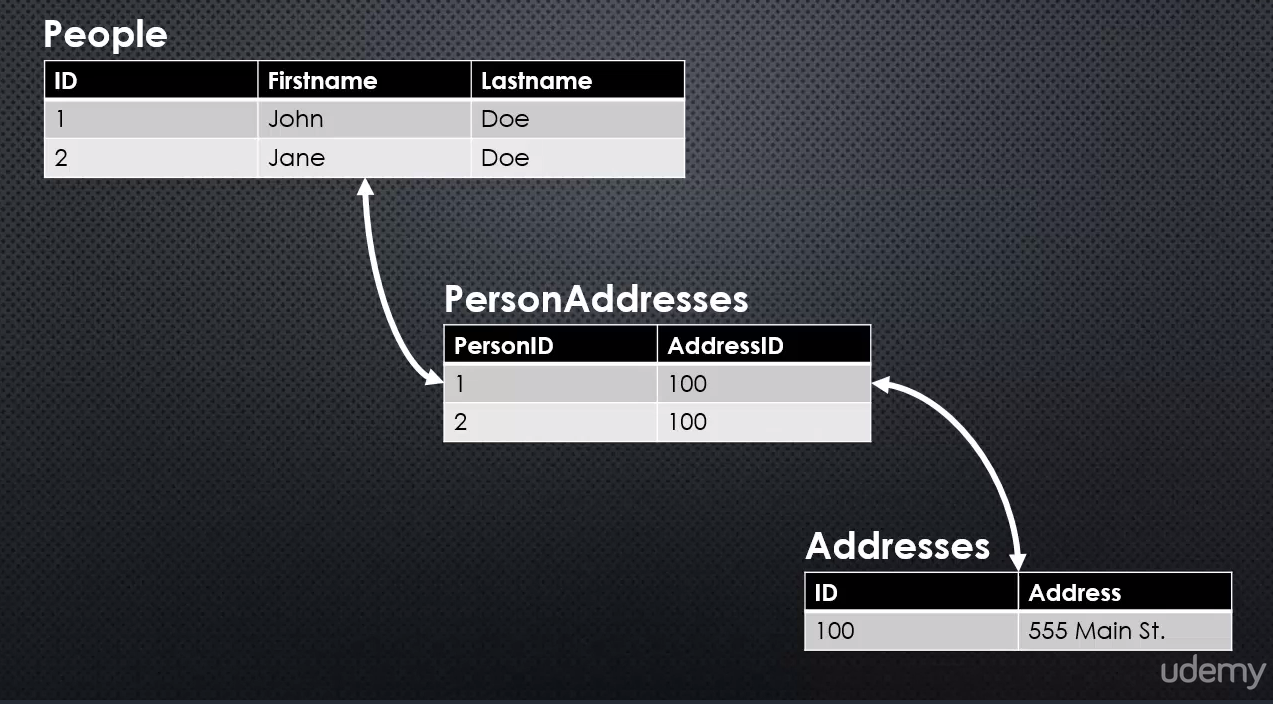 People
ID Firstname Lastname
1 John Doe
2 Jane Doe
PersonAddresses
PersonID AddressID
1 100
2 100
Addresses
ID Address
100 555 Main St.
udemy